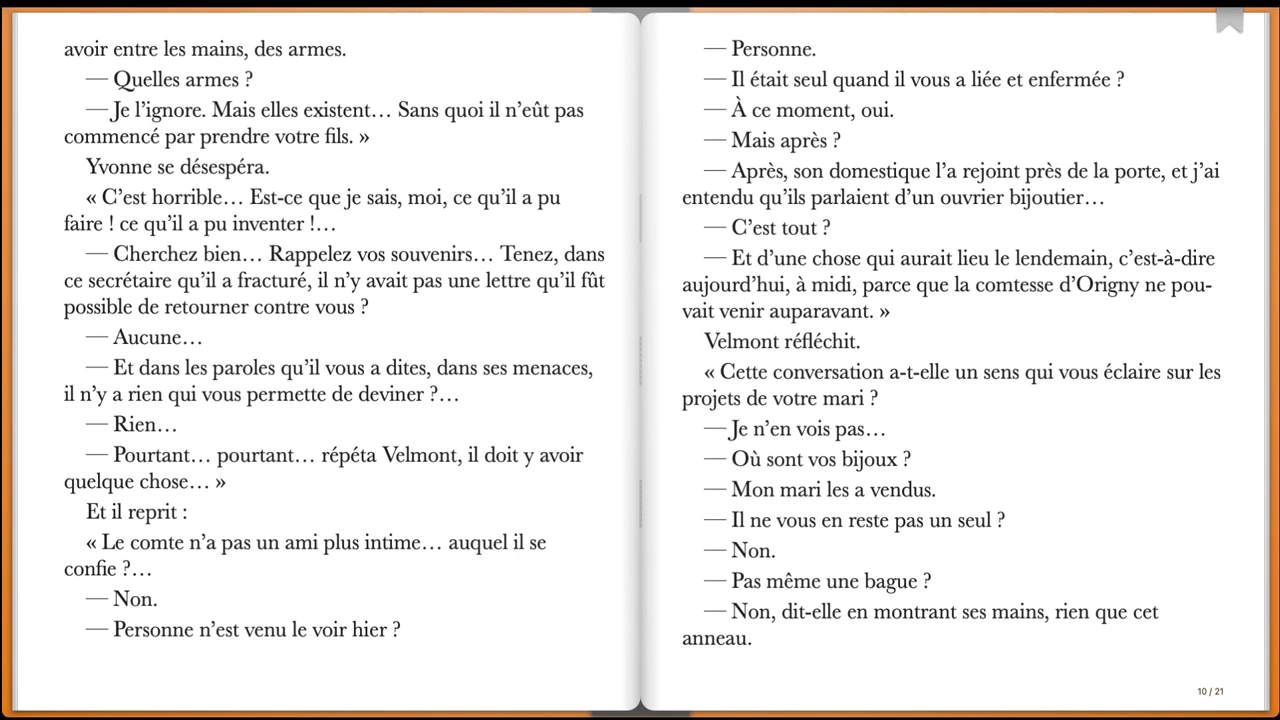 avoir entre les mains, des armes.
— Quelles armes ?
— Je l’ignore. Mais elles existent… Sans quoi il n’eût pas
commencé par prendre votre fils. »
Yvonne se désespéra.
« C’est horrible… Est-ce que je sais, moi, ce qu’il a pu
faire ! ce qu’il a pu inventer !…
— Cherchez bien… Rappelez vos souvenirs… Tenez, dans
ce secrétaire qu’il a fracturé, il n’y avait pas une lettre qu’il fût
possible de retourner contre vous ?
— Aucune…
— Et dans les paroles qu’il vous a dites, dans ses menaces,
il n’y a rien qui vous permette de deviner ?…
— Rien…
— Pourtant… pourtant… répéta Velmont, il doit y avoir
quelque chose… »
Et il reprit :
« Le comte n’a pas un ami plus intime… auquel il se
confie ?…
— Non.
— Personne n’est venu le voir hier ?
— Personne.
— Il était seul quand il vous a liée et enfermée ?
— À ce moment, oui.
— Mais après ?
— Après, son domestique l’a rejoint près de la porte, et j’ai
entendu qu’ils parlaient d’un ouvrier bijoutier…
— C’est tout ?
— Et d’une chose qui aurait lieu le lendemain, c’est-à-dire
aujourd’hui, à midi, parce que la comtesse d’Origny ne pou-
vait venir auparavant. »
Velmont réfléchit.
« Cette conversation a-t-elle un sens qui vous éclaire sur les
projets de votre mari ?
— Je n’en vois pas…
— Où sont vos bijoux ?
— Mon mari les a vendus.
— Il ne vous en reste pas un seul ?
— Non.
— Pas même une bague ?
— Non, dit-elle en montrant ses mains, rien que cet
anneau.
10 / 21